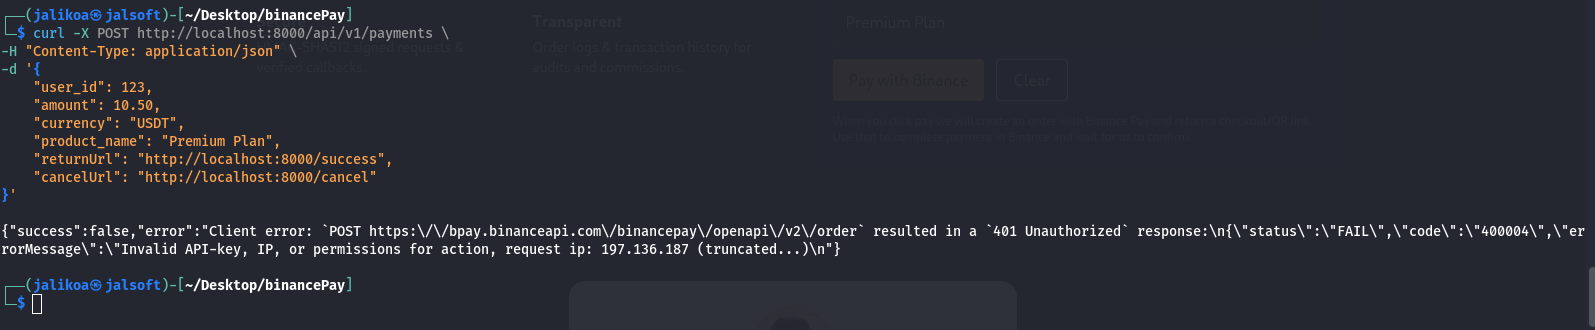 ┌──(jalikoa㉿jalsoft)-[~/Desktop/binancePay]
└─$ curl -X POST http://localhost:8000/api/v1/payments \
-H "Content-Type: application/json" \
-d '{
    "user_id": 123,
    "amount": 10.50,
    "currency": "USDT",
    "product_name": "Premium Plan",
    "returnUrl": "http://localhost:8000/success",
    "cancelUrl": "http://localhost:8000/cancel"
}'
{"success":false,"error":"Client error: `POST https:\/\/bpay.binanceapi.com\/binancepay\/openapi\/v2\/order` resulted in a `401 Unauthorized` response:\n{\"status\":\"FAIL\",\"code\":\"400004\",\"er
rorMessage\":\"Invalid API-key, IP, or permissions for action, request ip: 197.136.187 (truncated...)\n"}
┌──(jalikoa㉿jalsoft)-[~/Desktop/binancePay]
└─$
Transparent
Order logs & transaction history for
audits and commissions.
signed requests &
verified callbacks.
Premium Plan
Pay with Binance
Clear